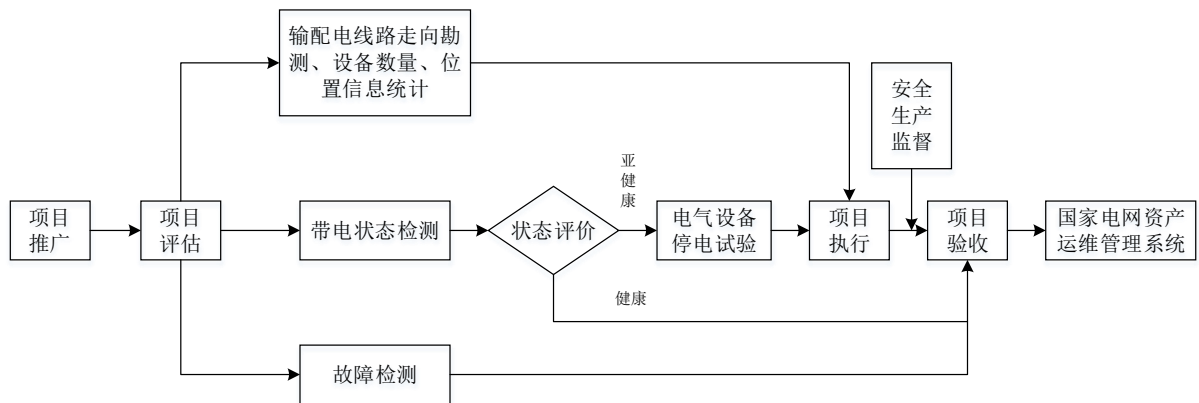 输配电线路走向勘
测、设备数量、位
置信息统计
安全
生产
监督
亚
健
康
项目
推广
项目
评估
带电状态检测
状态评价
电气设备
停电试验
项目
执行
项目
验收
国家电网资产
运维管理系统
健康
故障检测